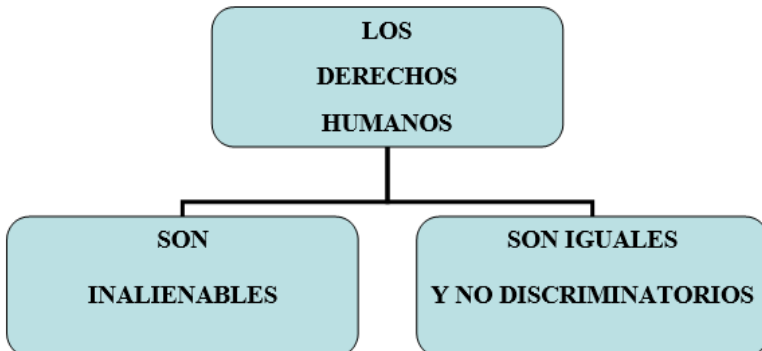 LOS
DERECHOS
HUMANOS
SON
INALIENABLES
SON IGUALES
Y NO DISCRIMINATORIOS